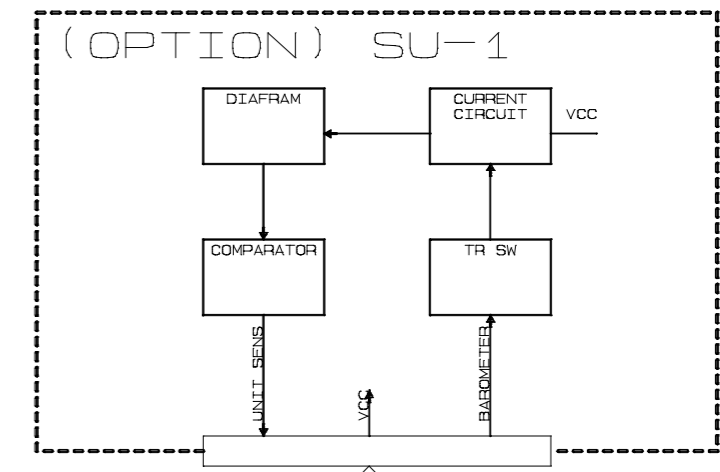 (OPTION) SU-1
DIAFRAM
CURRENT
CIRCUIT
VCC
COMPARATOR
TR SW
UNIT SENS
VCC
BAROMETER